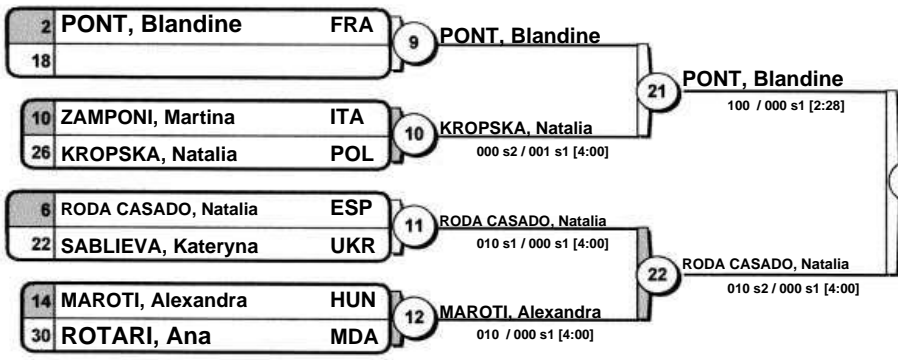 2 PONT, Blandine FRA
18
9 PONT, Blandine
10 ZAMPONI, Martina ITA
26 KROPSKA, Natalia POL
10 KROPSKA, Natalia
000 s2 / 001 s1 [4:00]
21 PONT, Blandine
100 / 000 s1 [2:28]
6 RODA CASADO, Natalia ESP
22 SABLIEVA, Kateryna UKR
11 RODA CASADO, Natalia
010 s1 / 000 s1 [4:00]
14 MAROTI, Alexandra HUN
30 ROTARI, Ana MDA
12 MAROTI, Alexandra
010 / 000 s1 [4:00]
22 RODA CASADO, Natalia
010 s2 / 000 s1 [4:00]